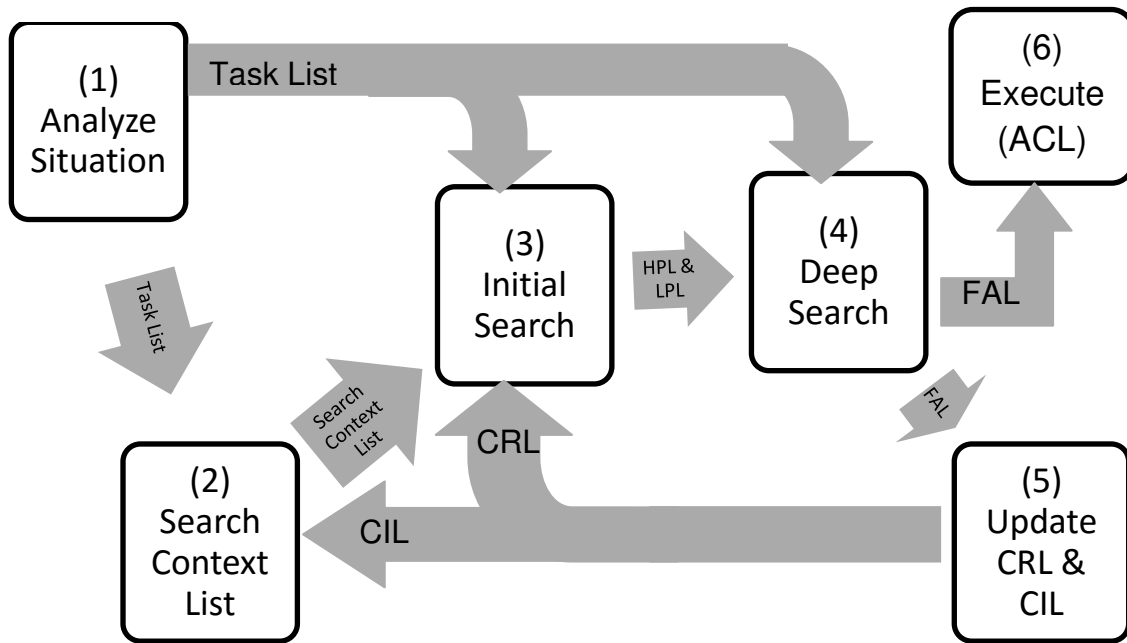 (1)
Analyze
Situation
Task List
(6)
Execute
(ACL)
(3)
Initial
Search
HPL &
LPL
(4)
Deep
Search
FAL
Task List
Search
Context
List
CRL
FAL
(2)
Search
Context
List
CIL
(5)
Update
CRL &
CIL